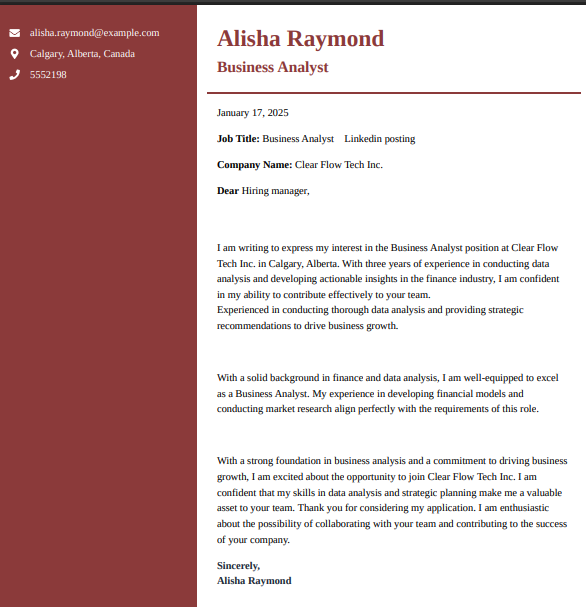 alisha.raymond@example.com
Calgary, Alberta, Canada
5552198
Alisha Raymond
Business Analyst
January 17, 2025
Job Title: Business Analyst Linkedin posting
Company Name: Clear Flow Tech Inc.
Dear Hiring manager,
I am writing to express my interest in the Business Analyst position at Clear Flow
Tech Inc. in Calgary, Alberta. With three years of experience in conducting data
analysis and developing actionable insights in the finance industry, I am confident
in my ability to contribute effectively to your team.
Experienced in conducting thorough data analysis and providing strategic
recommendations to drive business growth.
With a solid background in finance and data analysis, I am well-equipped to excel
as a Business Analyst. My experience in developing financial models and
conducting market research align perfectly with the requirements of this role.
With a strong foundation in business analysis and a commitment to driving business
growth, I am excited about the opportunity to join Clear Flow Tech Inc. I am
confident that my skills in data analysis and strategic planning make me a valuable
asset to your team. Thank you for considering my application. I am enthusiastic
about the possibility of collaborating with your team and contributing to the success
of your company.
Sincerely,
Alisha Raymond